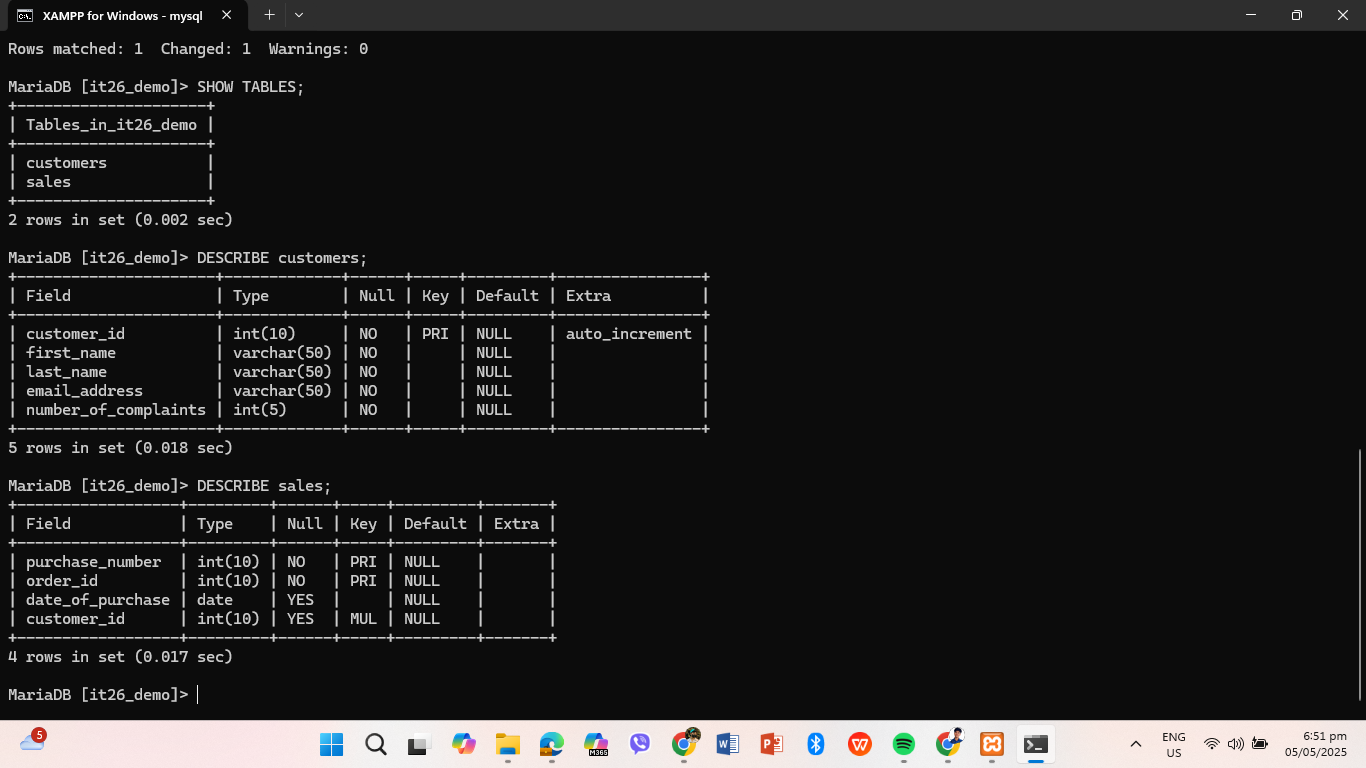 XAMPP for Windows - mysql
Rows matched: 1  Changed: 1  Warnings: 0
MariaDB [it26_demo]> SHOW TABLES;
+---------------------+
| Tables_in_it26_demo |
+---------------------+
| customers           |
| sales               |
+---------------------+
2 rows in set (0.002 sec)
MariaDB [it26_demo]> DESCRIBE customers;
+----------------------+-------------+------+-----+---------+----------------+
| Field                | Type        | Null | Key | Default | Extra          |
+----------------------+-------------+------+-----+---------+----------------+
| customer_id          | int(10)     | NO   | PRI | NULL    | auto_increment |
| first_name           | varchar(50) | NO   |     | NULL    |                |
| last_name            | varchar(50) | NO   |     | NULL    |                |
| email_address        | varchar(50) | NO   |     | NULL    |                |
| number_of_complaints | int(5)      | NO   |     | NULL    |                |
+----------------------+-------------+------+-----+---------+----------------+
5 rows in set (0.018 sec)
MariaDB [it26_demo]> DESCRIBE sales;
+------------------+---------+------+-----+---------+-------+
| Field            | Type    | Null | Key | Default | Extra |
+------------------+---------+------+-----+---------+-------+
| purchase_number  | int(10) | NO   | PRI | NULL    |       |
| order_id         | int(10) | NO   | PRI | NULL    |       |
| date_of_purchase | date    | YES  |     | NULL    |       |
| customer_id      | int(10) | YES  | MUL | NULL    |       |
+------------------+---------+------+-----+---------+-------+
4 rows in set (0.017 sec)
MariaDB [it26_demo]>
5
M365
ENG
US
6:51 pm
05/05/2025